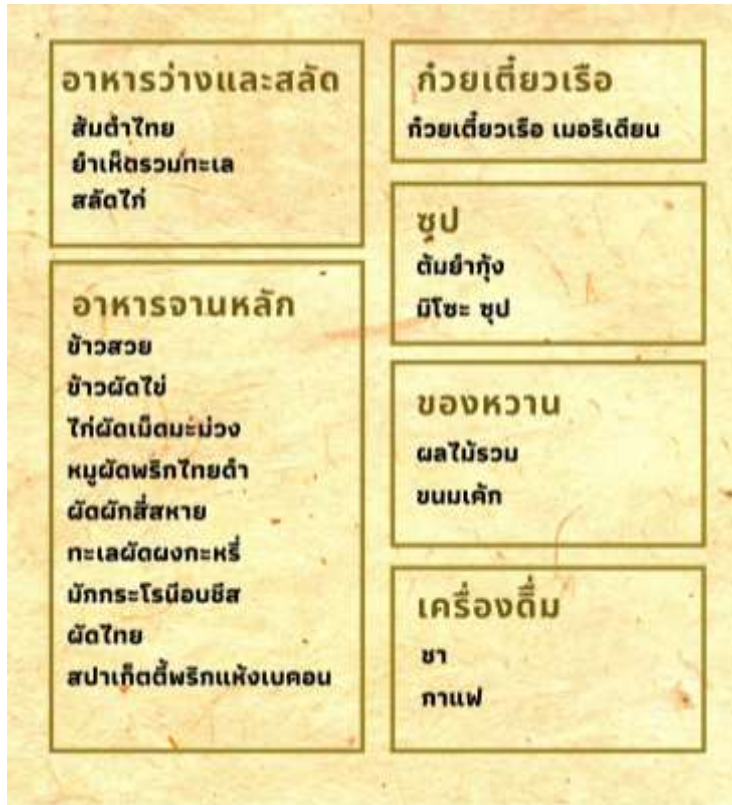 อาหารว่างและสลัด
ส้มตำไทย
ยำเห็ดรวมทะเล
สลัดไก่
อาหารจานหลัก
ข้าวสวย
ข้าวผัดไข่
ไก่ผัดเม็ดมะม่วง
หมูผัดพริกไทยดำ
ผัดผักสี่สหาย
ทะเลผัดผงกะหรี่
มักกะโรนีอบชีส
ผัดไทย
สปาเก็ตตี้พริกแห้งเบคอน
ก๋วยเตี๋ยวเรือ
ก๋วยเตี๋ยวเรือ เมอริเดียน
ซุป
ต้มยำกุ้ง
มิโซะ ซุป
ของหวาน
ผลไม้รวม
ขนมเค้ก
เครื่องดื่ม
ชา
กาแฟ